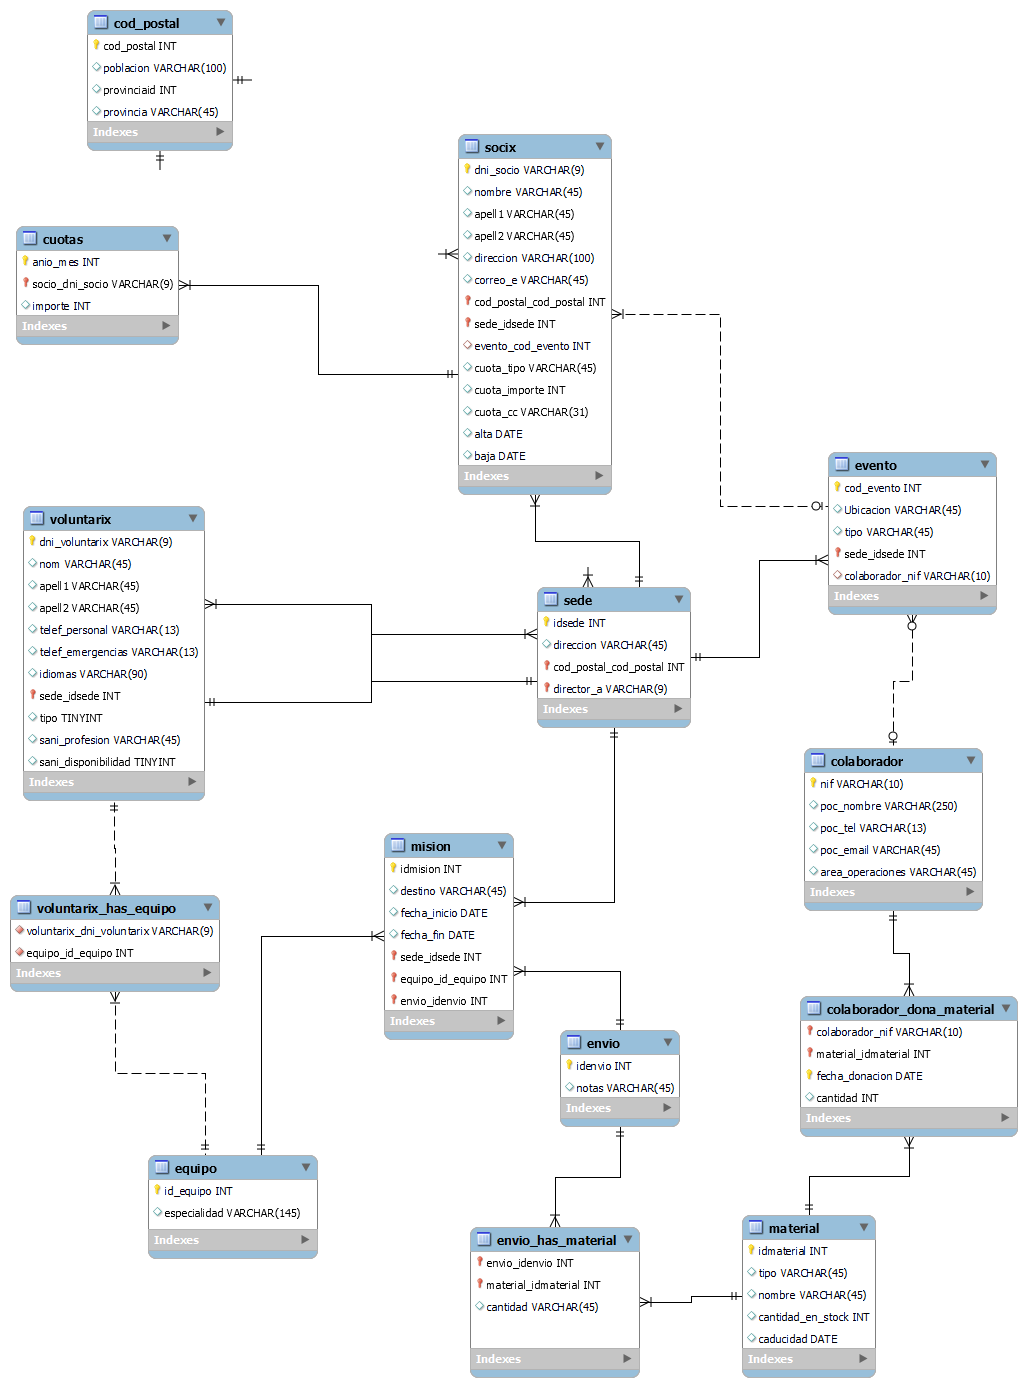 cod_postal
cod_postal INT
poblacion VARCHAR(100)
provinciaid INT
provincia VARCHAR(45)
Indexes
socix
dni_socio VARCHAR(9)
nombre VARCHAR(45)
apell1 VARCHAR(45)
apell2 VARCHAR(45)
direccion VARCHAR(100)
correo_e VARCHAR(45)
cod_postal_cod_postal INT
sede_idsede INT
evento_cod_evento INT
cuota_tipo VARCHAR(45)
cuota_importe INT
cuota_cc VARCHAR(31)
alta DATE
baja DATE
Indexes
cuotas
anio_mes INT
socio_dni_socio VARCHAR(9)
importe INT
Indexes
evento
cod_evento INT
Ubicacion VARCHAR(45)
tipo VARCHAR(45)
sede_idsede INT
colaborador_nif VARCHAR(10)
Indexes
voluntarix
dni_voluntarix VARCHAR(9)
nom VARCHAR(45)
apell1 VARCHAR(45)
apell2 VARCHAR(45)
telef_personal VARCHAR(13)
telef_emergencias VARCHAR(13)
idiomas VARCHAR(90)
sede_idsede INT
tipo TINYINT
sani_profesion VARCHAR(45)
sani_disponibilidad TINYINT
Indexes
sede
idsede INT
direccion VARCHAR(45)
cod_postal_cod_postal INT
director_a VARCHAR(9)
Indexes
colaborador
nif VARCHAR(10)
poc_nombre VARCHAR(250)
poc_tel VARCHAR(13)
poc_email VARCHAR(45)
area_operaciones VARCHAR(45)
Indexes
mision
idmision INT
destino VARCHAR(45)
fecha_inicio DATE
fecha_fin DATE
sede_idsede INT
equipo_id_equipo INT
envio_idenvio INT
Indexes
voluntarix_has_equipo
voluntarix_dni_voluntarix VARCHAR(9)
equipo_id_equipo INT
Indexes
colaborador_dona_material
colaborador_nif VARCHAR(10)
material_idmaterial INT
fecha_donacion DATE
cantidad INT
Indexes
envio
idenvio INT
notas VARCHAR(45)
Indexes
equipo
id_equipo INT
especialidad VARCHAR(145)
Indexes
envio_has_material
envio_idenvio INT
material_idmaterial INT
cantidad VARCHAR(45)
Indexes
material
idmaterial INT
tipo VARCHAR(45)
nombre VARCHAR(45)
cantidad_en_stock INT
caducidad DATE
Indexes